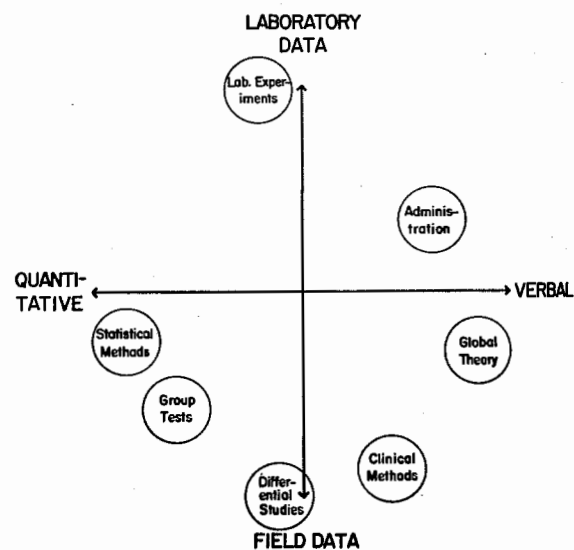 LABORATORY
DATA
Lab. Exper-
iments
Adminis-
tration
QUANTI-
TATIVE
VERBAL
Statistical
Methods
Global
Theory
Group
Tests
Clinical
Methods
Differ-
ential
Studies
FIELD DATA